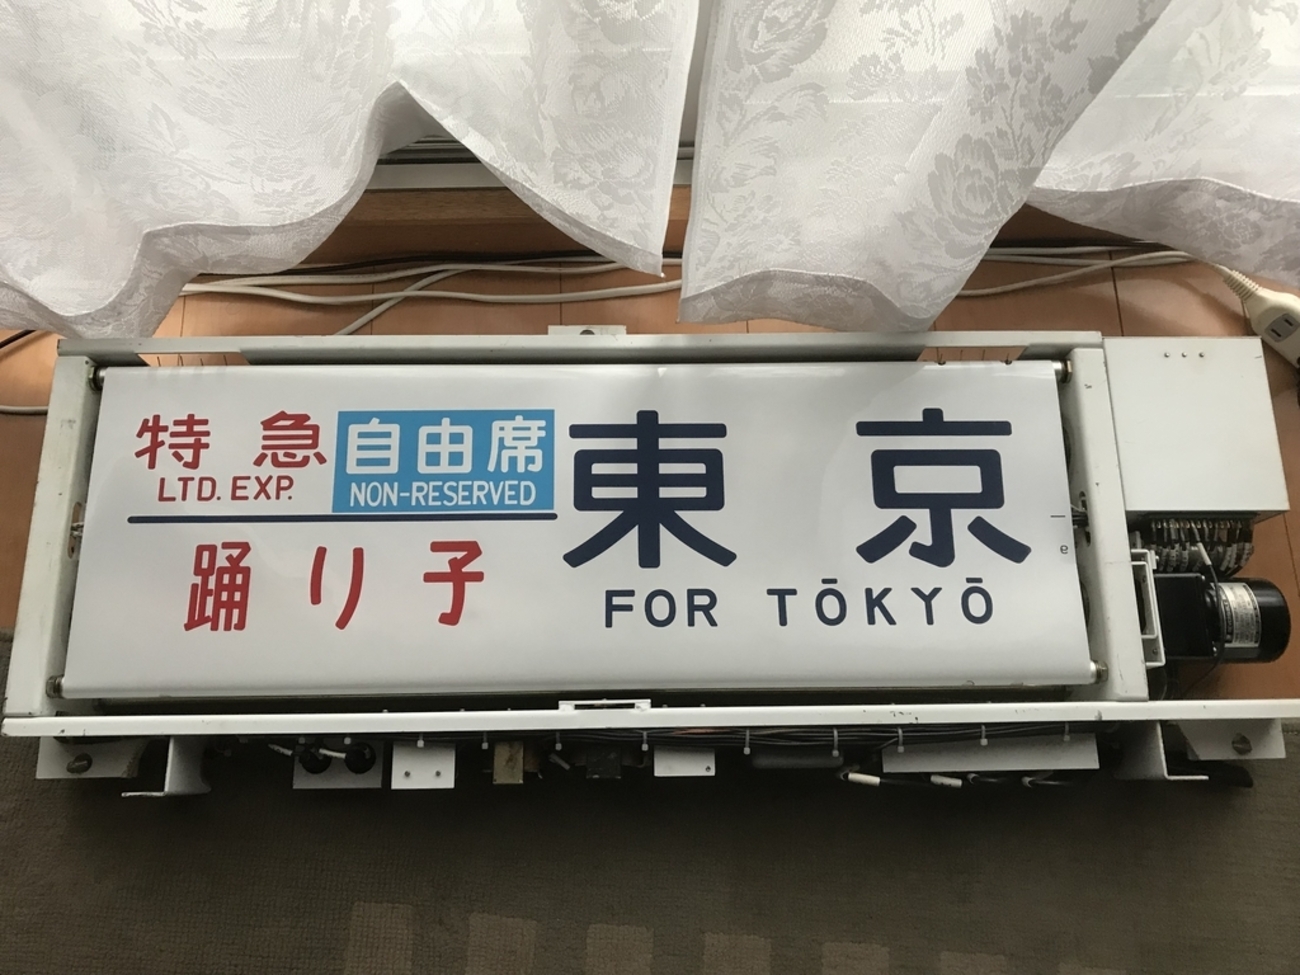 特急
LTD. EXP.
自由席
NON-RESERVED
踊り子
東京
FOR TŌKYŌ